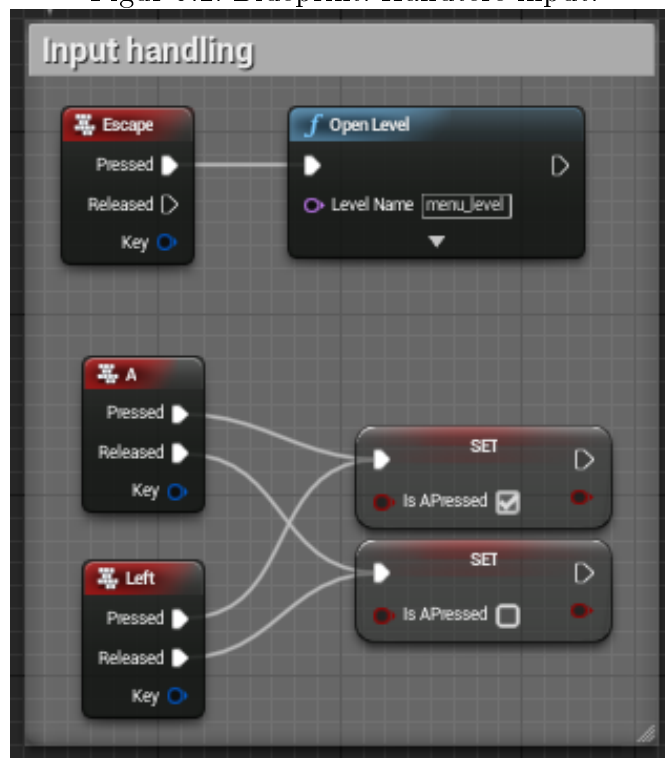 Input handling
Escape
Pressed
Released
Key
Open Level
Level Name menu_level
A
Pressed
Released
Key
SET
Is APressed
SET
Is APressed
Left
Pressed
Released
Key